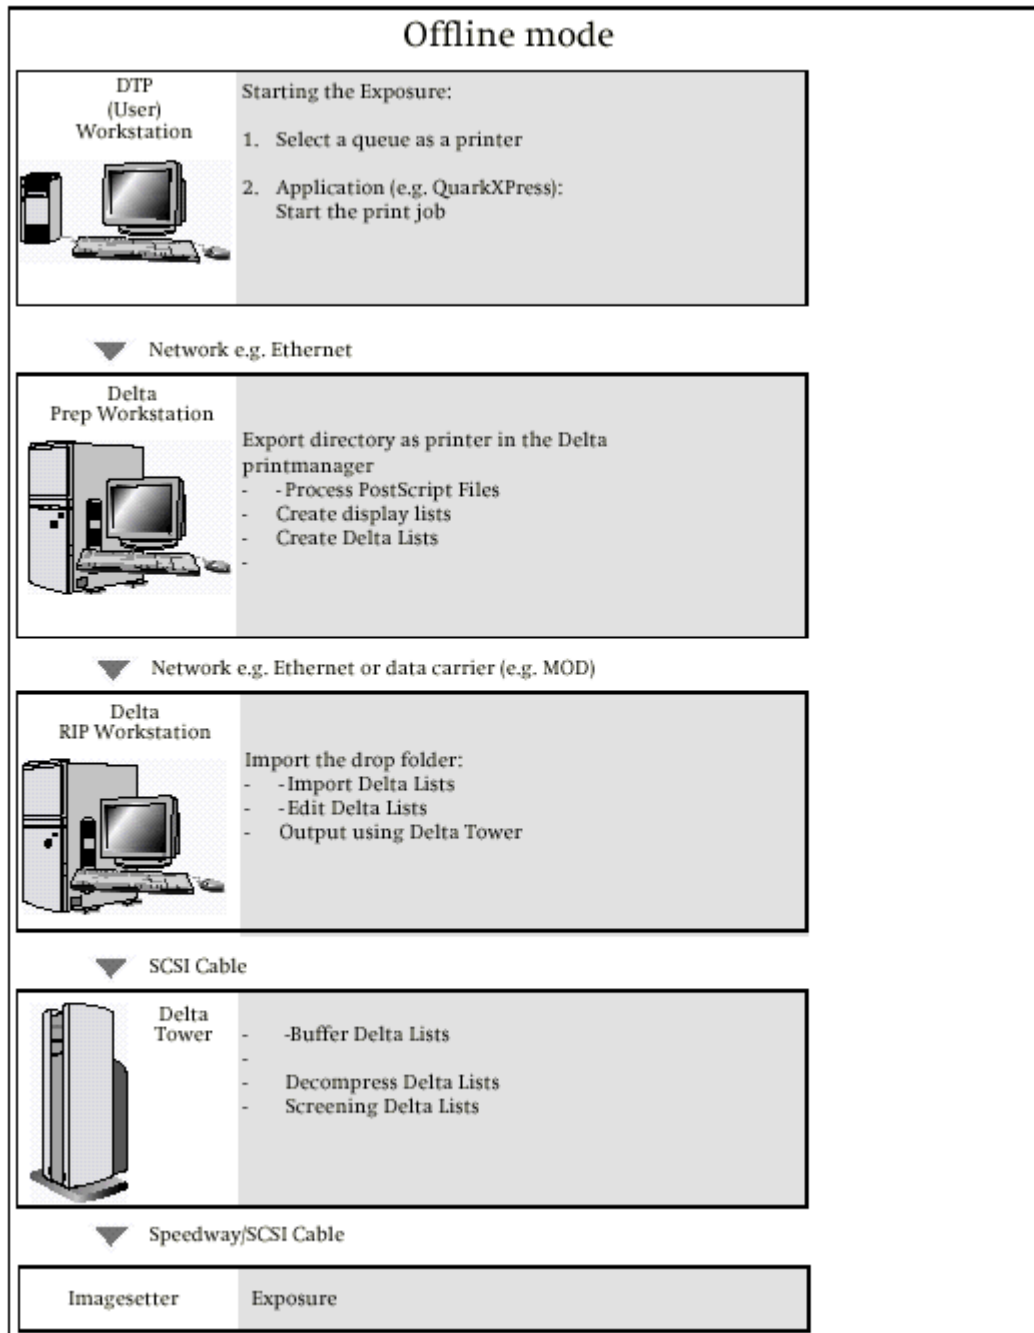 Offline mode
DTP
(User)
Workstation
Starting the Exposure:
1. Select a queue as a printer
2. Application (e.g. QuarkXPress):
Start the print job
Network e.g. Ethernet
Delta
Prep Workstation
Export directory as printer in the Delta
printmanager
- -Process PostScript Files
- Create display lists
- Create Delta Lists
-
Network e.g. Ethernet or data carrier (e.g. MOD)
Delta
RIP Workstation
Import the drop folder:
- -Import Delta Lists
- -Edit Delta Lists
- Output using Delta Tower
SCSI Cable
Delta
Tower
- -Buffer Delta Lists
-
- Decompress Delta Lists
- Screening Delta Lists
Speedway/SCSI Cable
Imagesetter
Exposure